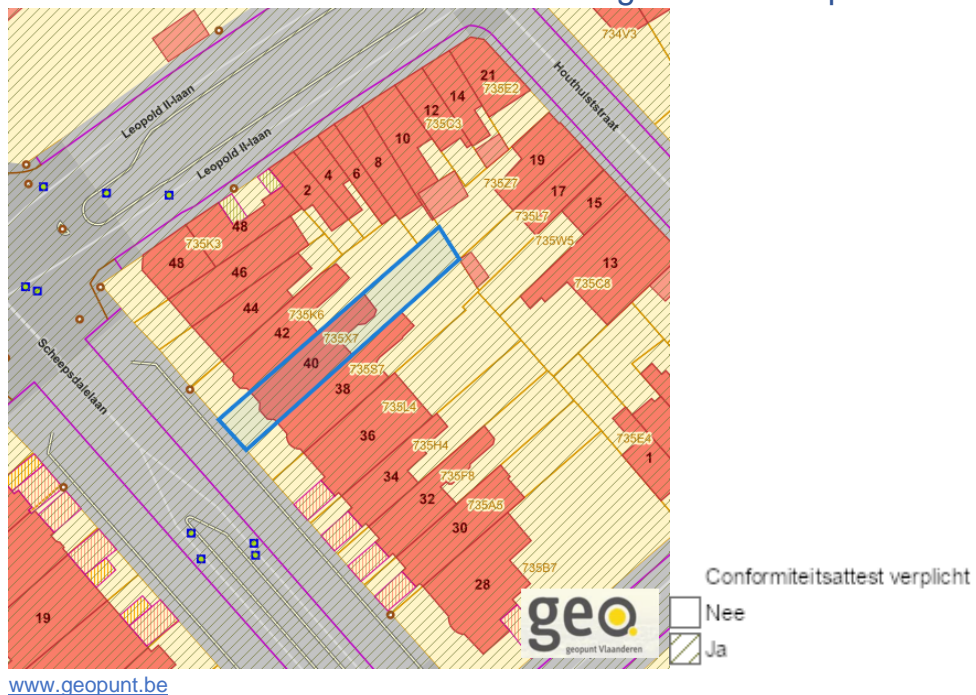 734V3
Leopold II-laan
Houthulststraat
21
735E2
14
12
735C3
10
Leopold II-laan
8
6
4
2
19
735Z7
17
735L7
15
735W5
48
735K3
48
46
13
735C8
44
735K6
42
735X7
40
735S7
38
Scheepsdalelaan
735L4
36
735H4
735E4
1
34
735F8
32
735A5
30
735B7
28
19
geo.
geopunt Vlaanderen
Conformiteitsattest verplicht
Nee
Ja
www.geopunt.be